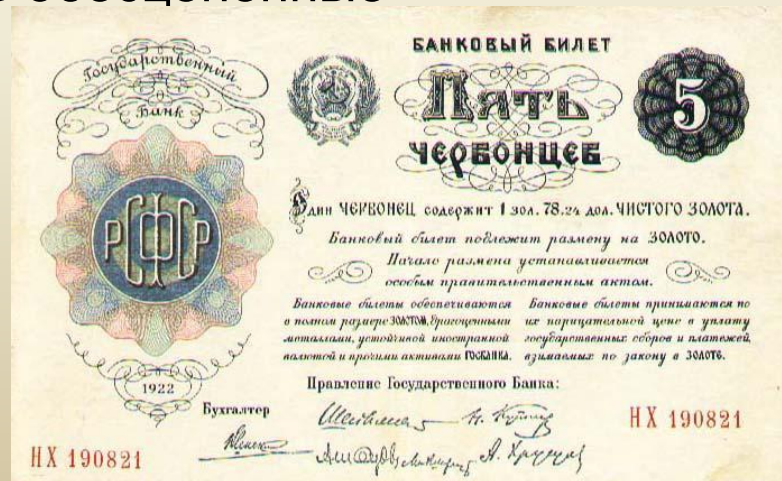 обесцененные
Государственный
Банк
РСФСР
1922
БАНКОВЫЙ БИЛЕТ
ПЯТЬ
ЧЕРВОНЦЕВ
5
Один ЧЕРВОНЕЦ содержит 1 зол. 78.24 дол. ЧИСТОГО ЗОЛОТА.
Банковый билет подлежит размену на ЗОЛОТО.
Начало размена устанавливается
особым правительственным актом.
Банковые билеты обеспечиваются
в полном размере ЗОЛОТОМ, драгоценными
металлами, устойчивой иностранной
валютой и прочими активами ГОСБАНКА.
Банковые билеты принимаются по
их нарицательной цене в уплату
государственных сборов и платежей,
взимаемых по закону в ЗОЛОТЕ.
Правление Государственного Банка:
Бухгалтер
НХ 190821
НХ 190821